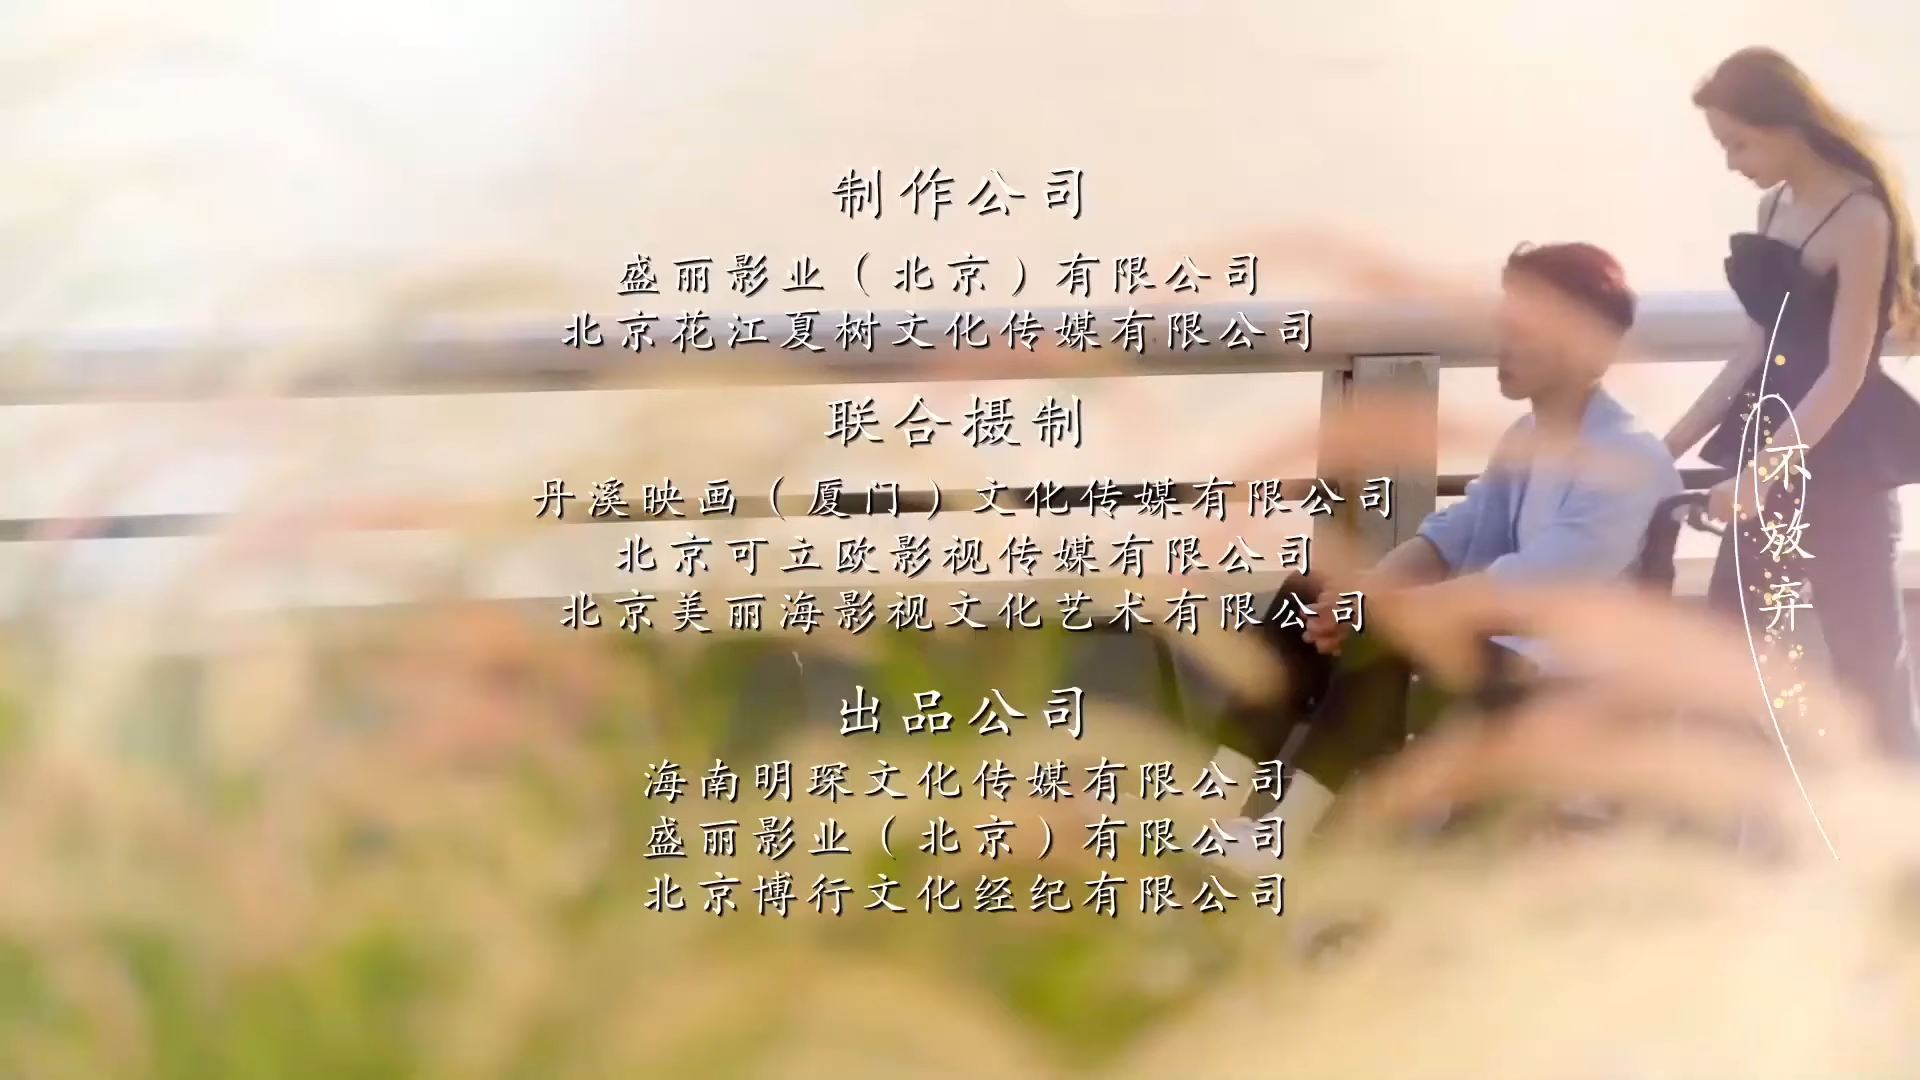 制作公司
盛丽影业（北京）有限公司
北京花江夏树文化传媒有限公司
联合摄制
丹溪映画（厦门）文化传媒有限公司
北京可立欧影视传媒有限公司
北京美丽海影视文化艺术有限公司
出品公司
海南明琛文化传媒有限公司
盛丽影业（北京）有限公司
北京博行文化经纪有限公司
不放弃